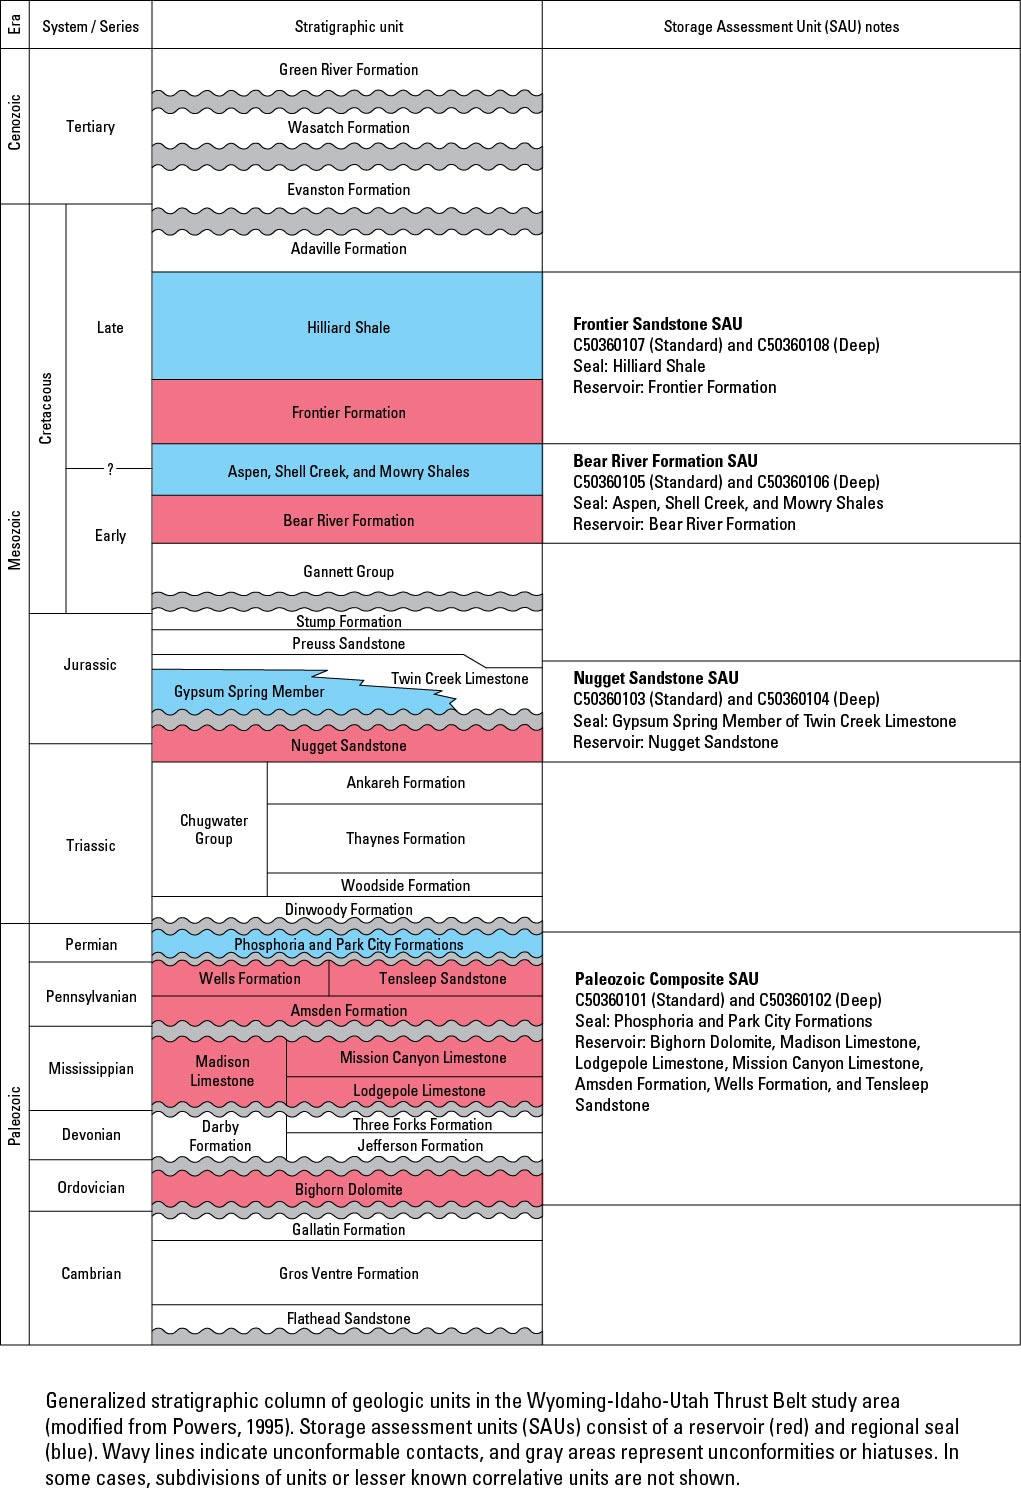 Era
System / Series
Stratigraphic unit
Storage Assessment Unit (SAU) notes
Cenozoic
Tertiary
Green River Formation
Wasatch Formation
Evanston Formation
Mesozoic
Cretaceous
Late
?
Early
Adaville Formation
Hilliard Shale
Frontier Formation
Frontier Sandstone SAU
C50360107 (Standard) and C50360108 (Deep)
Seal: Hilliard Shale
Reservoir: Frontier Formation
Aspen, Shell Creek, and Mowry Shales
Bear River Formation
Bear River Formation SAU
C50360105 (Standard) and C50360106 (Deep)
Seal: Aspen, Shell Creek, and Mowry Shales
Reservoir: Bear River Formation
Gannett Group
Jurassic
Stump Formation
Preuss Sandstone
Twin Creek Limestone
Gypsum Spring Member
Nugget Sandstone
Nugget Sandstone SAU
C50360103 (Standard) and C50360104 (Deep)
Seal: Gypsum Spring Member of Twin Creek Limestone
Reservoir: Nugget Sandstone
Triassic
Chugwater
Group
Ankareh Formation
Thaynes Formation
Woodside Formation
Dinwoody Formation
Paleozoic
Permian
Phosphoria and Park City Formations
Pennsylvanian
Wells Formation
Tensleep Sandstone
Amsden Formation
Paleozoic Composite SAU
C50360101 (Standard) and C50360102 (Deep)
Seal: Phosphoria and Park City Formations
Reservoir: Bighorn Dolomite, Madison Limestone,
Lodgepole Limestone, Mission Canyon Limestone,
Amsden Formation, Wells Formation, and Tensleep
Sandstone
Mississippian
Madison
Limestone
Mission Canyon Limestone
Lodgepole Limestone
Devonian
Darby
Formation
Three Forks Formation
Jefferson Formation
Ordovician
Bighorn Dolomite
Cambrian
Gallatin Formation
Gros Ventre Formation
Flathead Sandstone
Generalized stratigraphic column of geologic units in the Wyoming-Idaho-Utah Thrust Belt study area
(modified from Powers, 1995). Storage assessment units (SAUs) consist of a reservoir (red) and regional seal
(blue). Wavy lines indicate unconformable contacts, and gray areas represent unconformities or hiatuses. In
some cases, subdivisions of units or lesser known correlative units are not shown.